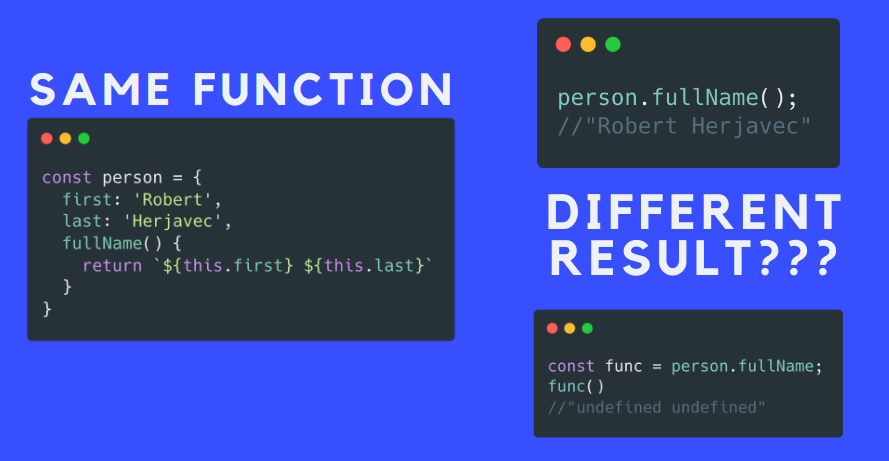 SAME FUNCTION
const person = {
  first: 'Robert',
  last: 'Herjavec',
  fullName() {
    return `${this.first} ${this.last}`
  }
}
person.fullName();
//"Robert Herjavec"
DIFFERENT
RESULT???
const func = person.fullName;
func()
//"undefined undefined"